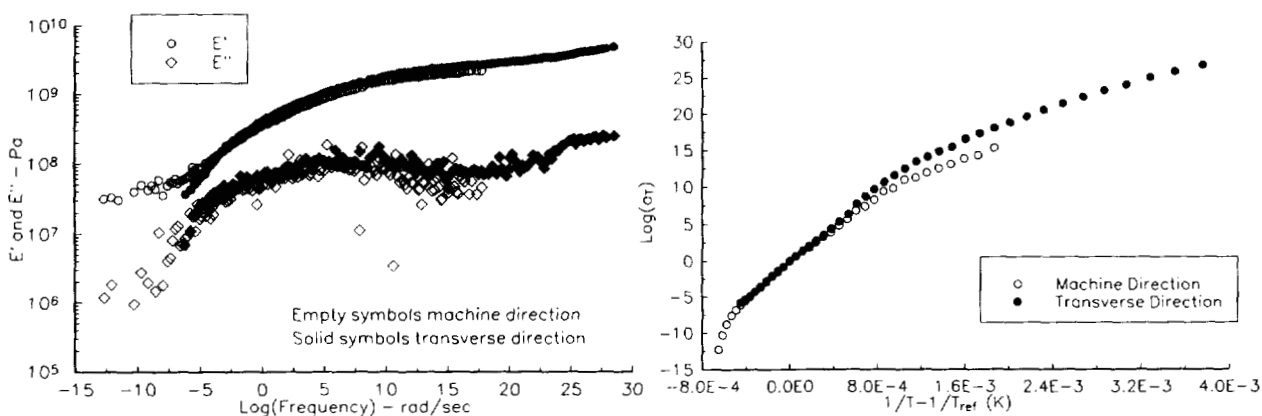 10¹⁰
10⁹
10⁸
10⁷
10⁶
10⁵
E' and E'' – Pa
E'
E''
Empty symbols machine direction
Solid symbols transverse direction
−15 −10 −5 0 5 10 15 20 25 30
Log(Frequency) – rad/sec
30
25
20
15
10
5
0
−5
−10
−15
Log(aT)
Machine Direction
Transverse Direction
--8.0E−4 0.0E0 8.0E−4 1.6E−3 2.4E−3 3.2E−3 4.0E−3
1/T−1/Tref (K)